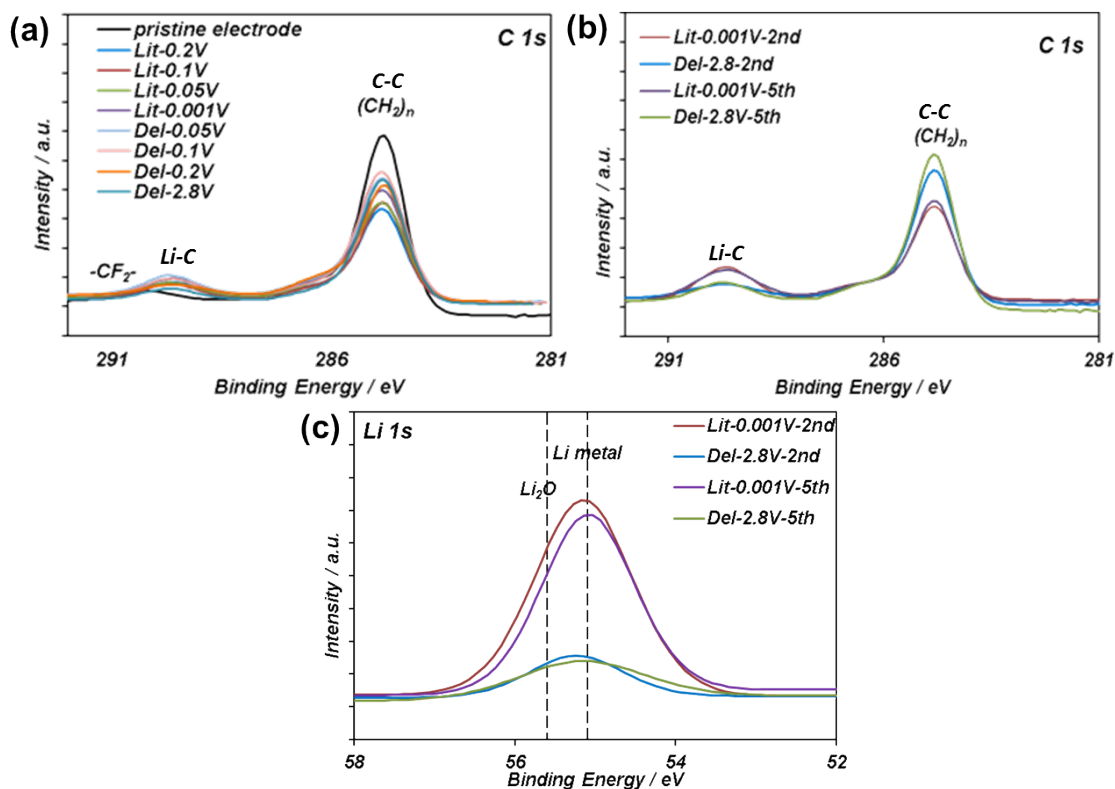 (a)
pristine electrode
Lit-0.2V
Lit-0.1V
Lit-0.05V
Lit-0.001V
Del-0.05V
Del-0.1V
Del-0.2V
Del-2.8V
C 1s
C-C
(CH2)n
Li-C
-CF2-
Intensity / a.u.
291
286
281
Binding Energy / eV
(b)
Lit-0.001V-2nd
Del-2.8-2nd
Lit-0.001V-5th
Del-2.8V-5th
C 1s
C-C
(CH2)n
Li-C
Intensity / a.u.
291
286
281
Binding Energy / eV
(c)
Li 1s
Lit-0.001V-2nd
Del-2.8V-2nd
Lit-0.001V-5th
Del-2.8V-5th
Li metal
Li2O
Intensity / a.u.
58
56
54
52
Binding Energy / eV